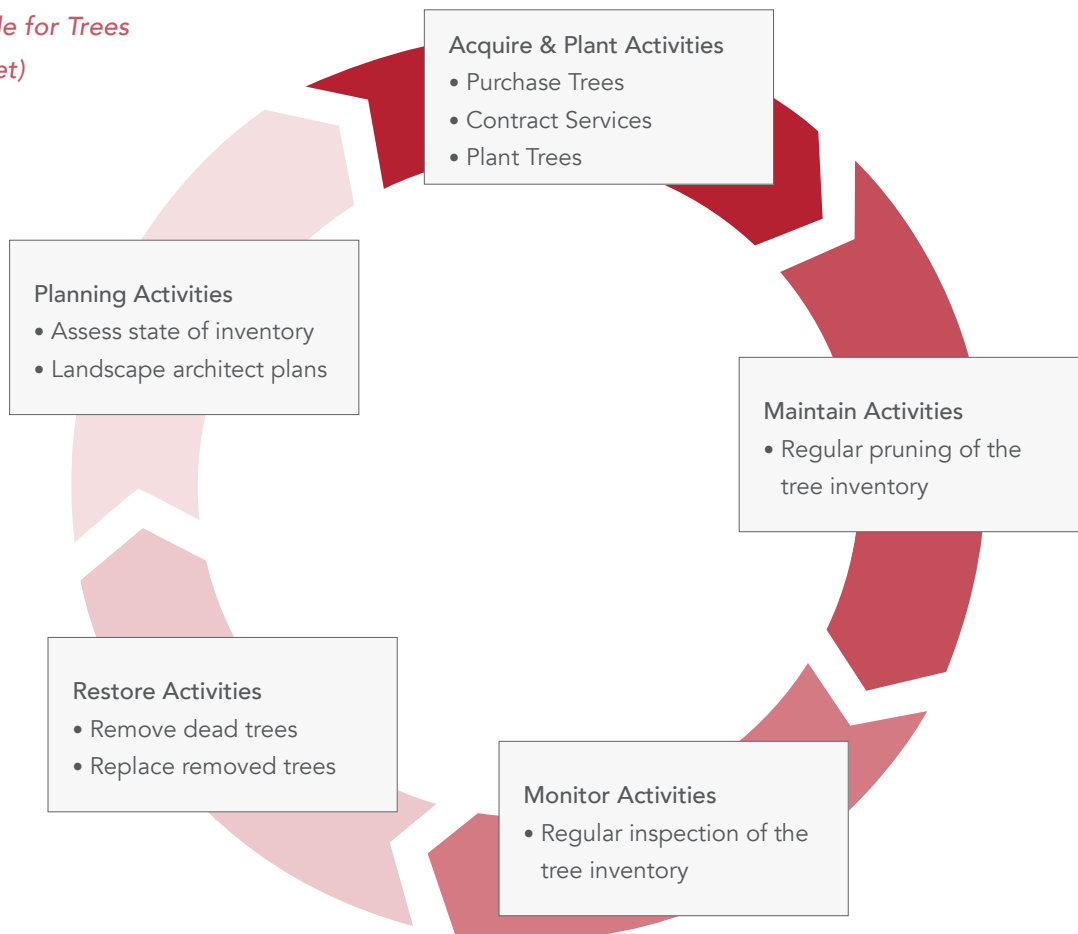 le for Trees
et)
Acquire & Plant Activities
• Purchase Trees
• Contract Services
• Plant Trees
Planning Activities
• Assess state of inventory
• Landscape architect plans
Maintain Activities
• Regular pruning of the
tree inventory
Restore Activities
• Remove dead trees
• Replace removed trees
Monitor Activities
• Regular inspection of the
tree inventory